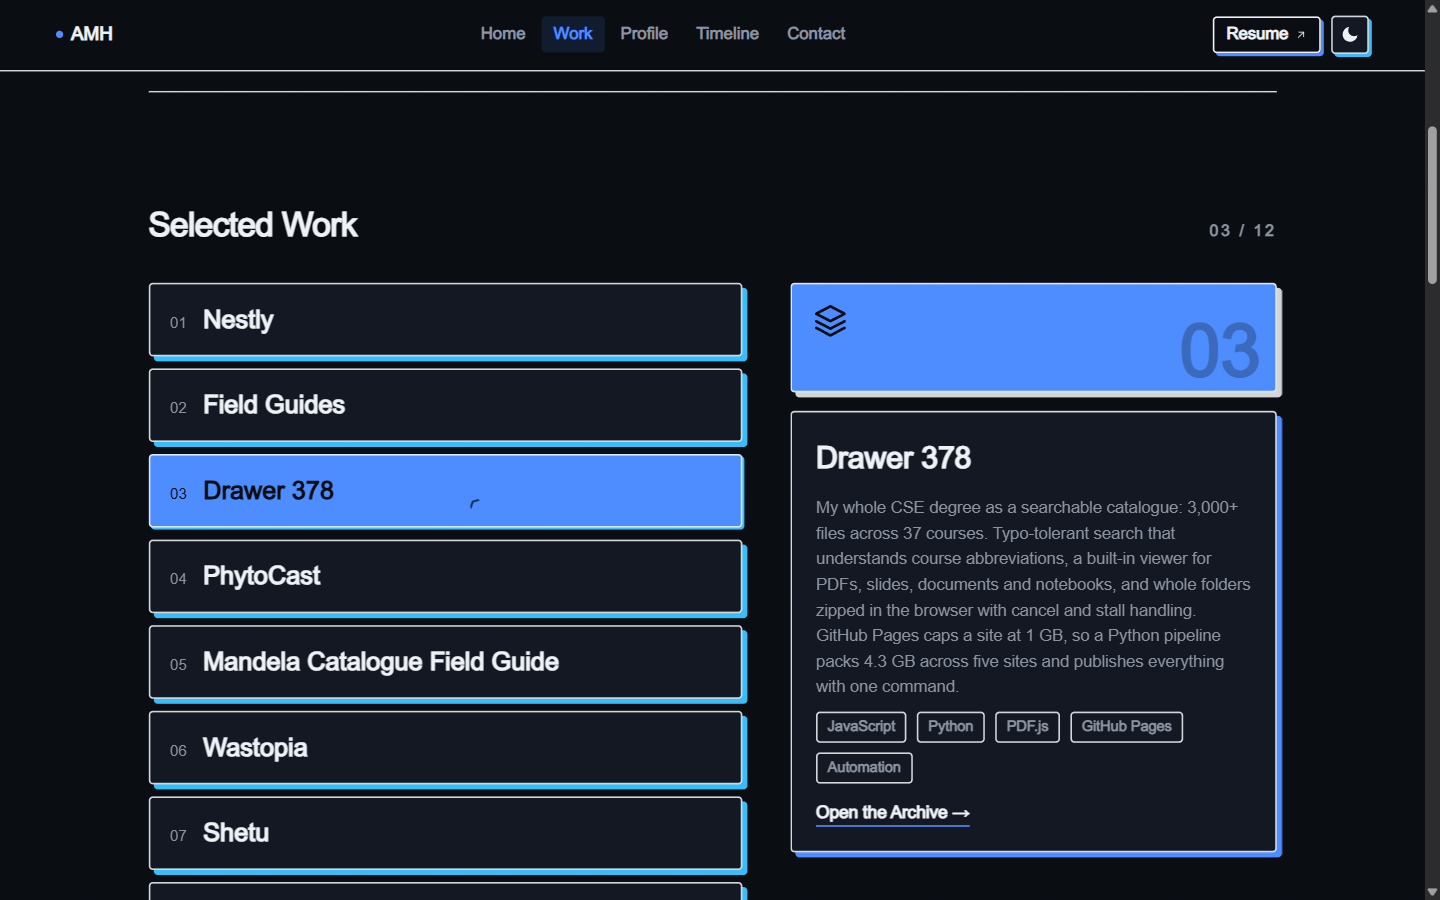 AMH
Home
Work
Profile
Timeline
Contact
Resume ↗
Selected Work
03 / 12
01 Nestly
02 Field Guides
03 Drawer 378
04 PhytoCast
05 Mandela Catalogue Field Guide
06 Wastopia
07 Shetu
03
Drawer 378
My whole CSE degree as a searchable catalogue: 3,000+
files across 37 courses. Typo-tolerant search that
understands course abbreviations, a built-in viewer for
PDFs, slides, documents and notebooks, and whole folders
zipped in the browser with cancel and stall handling.
GitHub Pages caps a site at 1 GB, so a Python pipeline
packs 4.3 GB across five sites and publishes everything
with one command.
JavaScript
Python
PDF.js
GitHub Pages
Automation
Open the Archive →